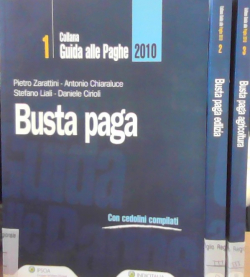 1 Collana
Guida alle Paghe 2010
Pietro Zarattini - Antonio Chiaraluce
Stefano Liali - Daniele Cirioli
Busta paga
Con cedolini compilati
2
Busta paga edilizia
3
Busta paga agricoltura